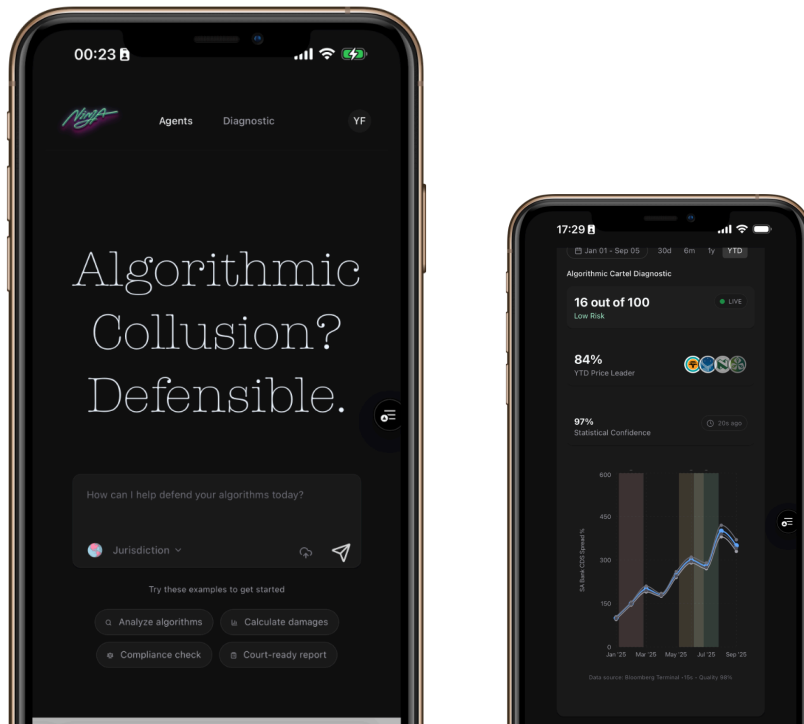 00:23
NINJA
Agents
Diagnostic
YF
Algorithmic
Collusion?
Defensible.
How can I help defend your algorithms today?
Jurisdiction
Try these examples to get started
Analyze algorithms
Calculate damages
Compliance check
Court-ready report
17:29
Jan 01 - Sep 05
30d
6m
1y
YTD
Algorithmic Cartel Diagnostic
16 out of 100
LIVE
Low Risk
84%
YTD Price Leader
97%
Statistical Confidence
20s ago
SA Bank CDS Spread %
600
450
300
150
0
Jan '25
Mar '25
May '25
Jul '25
Sep '25
Data source: Bloomberg Terminal <15s • Quality 98%